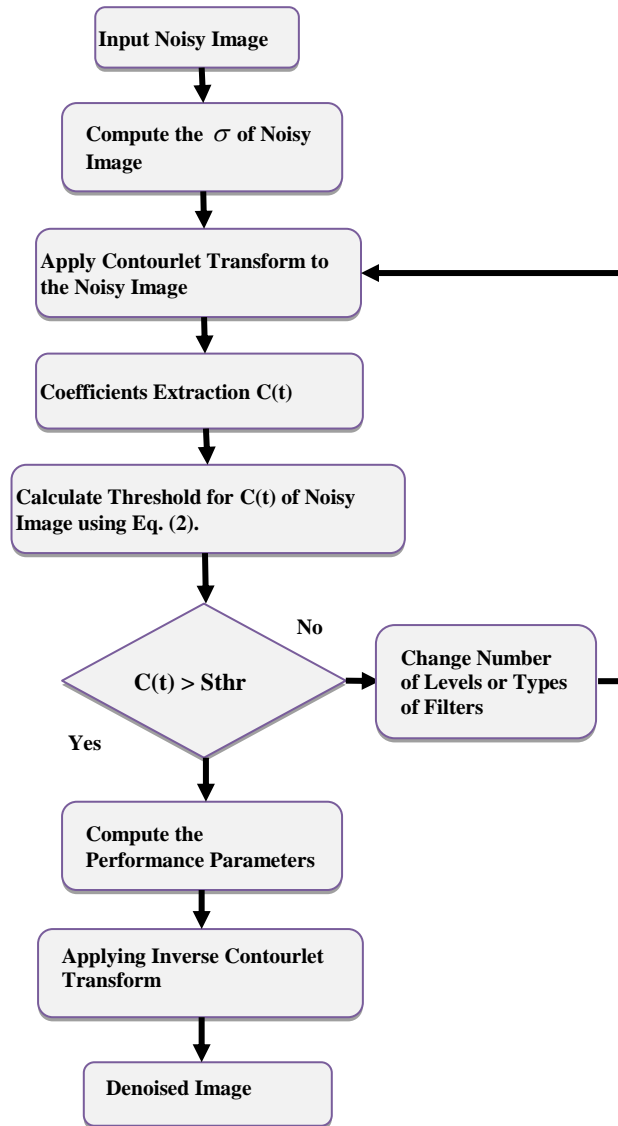 Input Noisy Image
Compute the σ of Noisy
Image
Apply Contourlet Transform to
the Noisy Image
Coefficients Extraction C(t)
Calculate Threshold for C(t) of Noisy
Image using Eq. (2).
C(t) > Sthr
No
Change Number
of Levels or Types
of Filters
Yes
Compute the
Performance Parameters
Applying Inverse Contourlet
Transform
Denoised Image